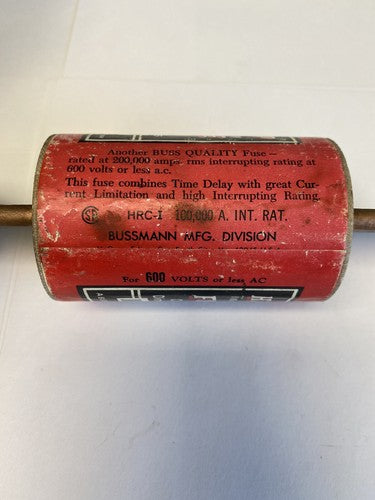 Another BUSS QUALITY Fuse —
rated at 200,000 amps rms interrupting rating at
600 volts or less a.c.
This fuse combines Time Delay with great Cur-
rent Limitation and high Interrupting Rating.
SA HRC-I 100,000 A. INT. RAT.
BUSSMANN MFG. DIVISION
For 600 VOLTS or less AC